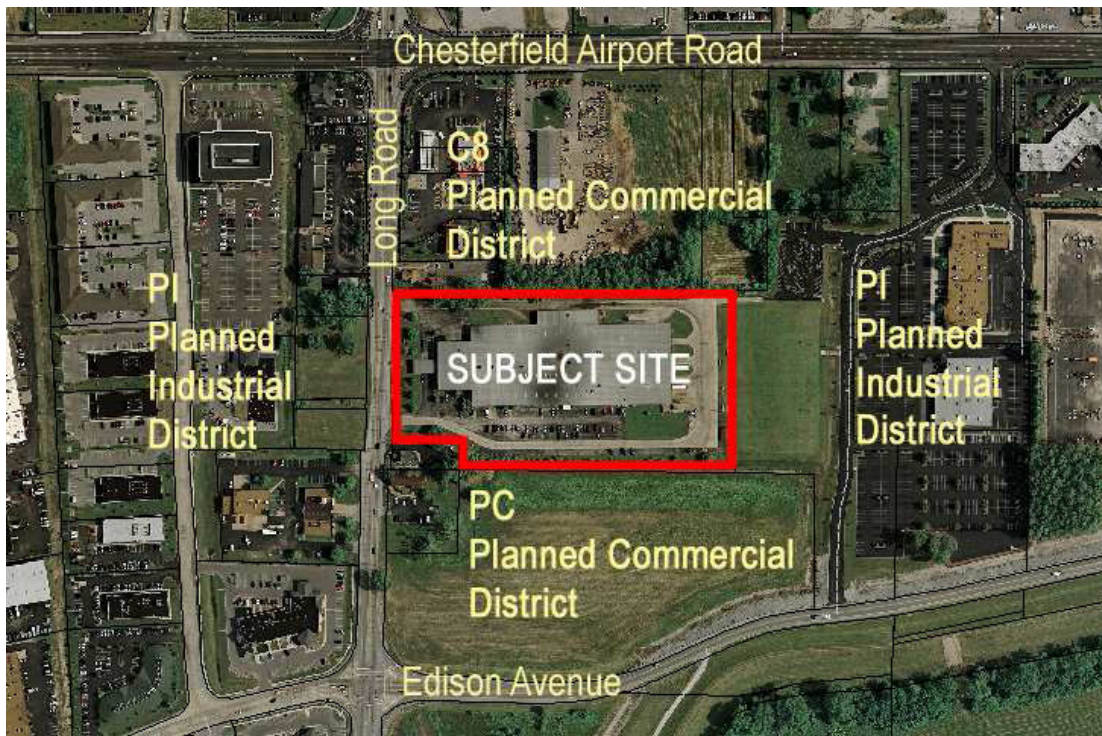 Chesterfield Airport Road
Long Road
C8
Planned Commercial
District
PI
Planned
Industrial
District
SUBJECT SITE
PI
Planned
Industrial
District
PC
Planned Commercial
District
Edison Avenue